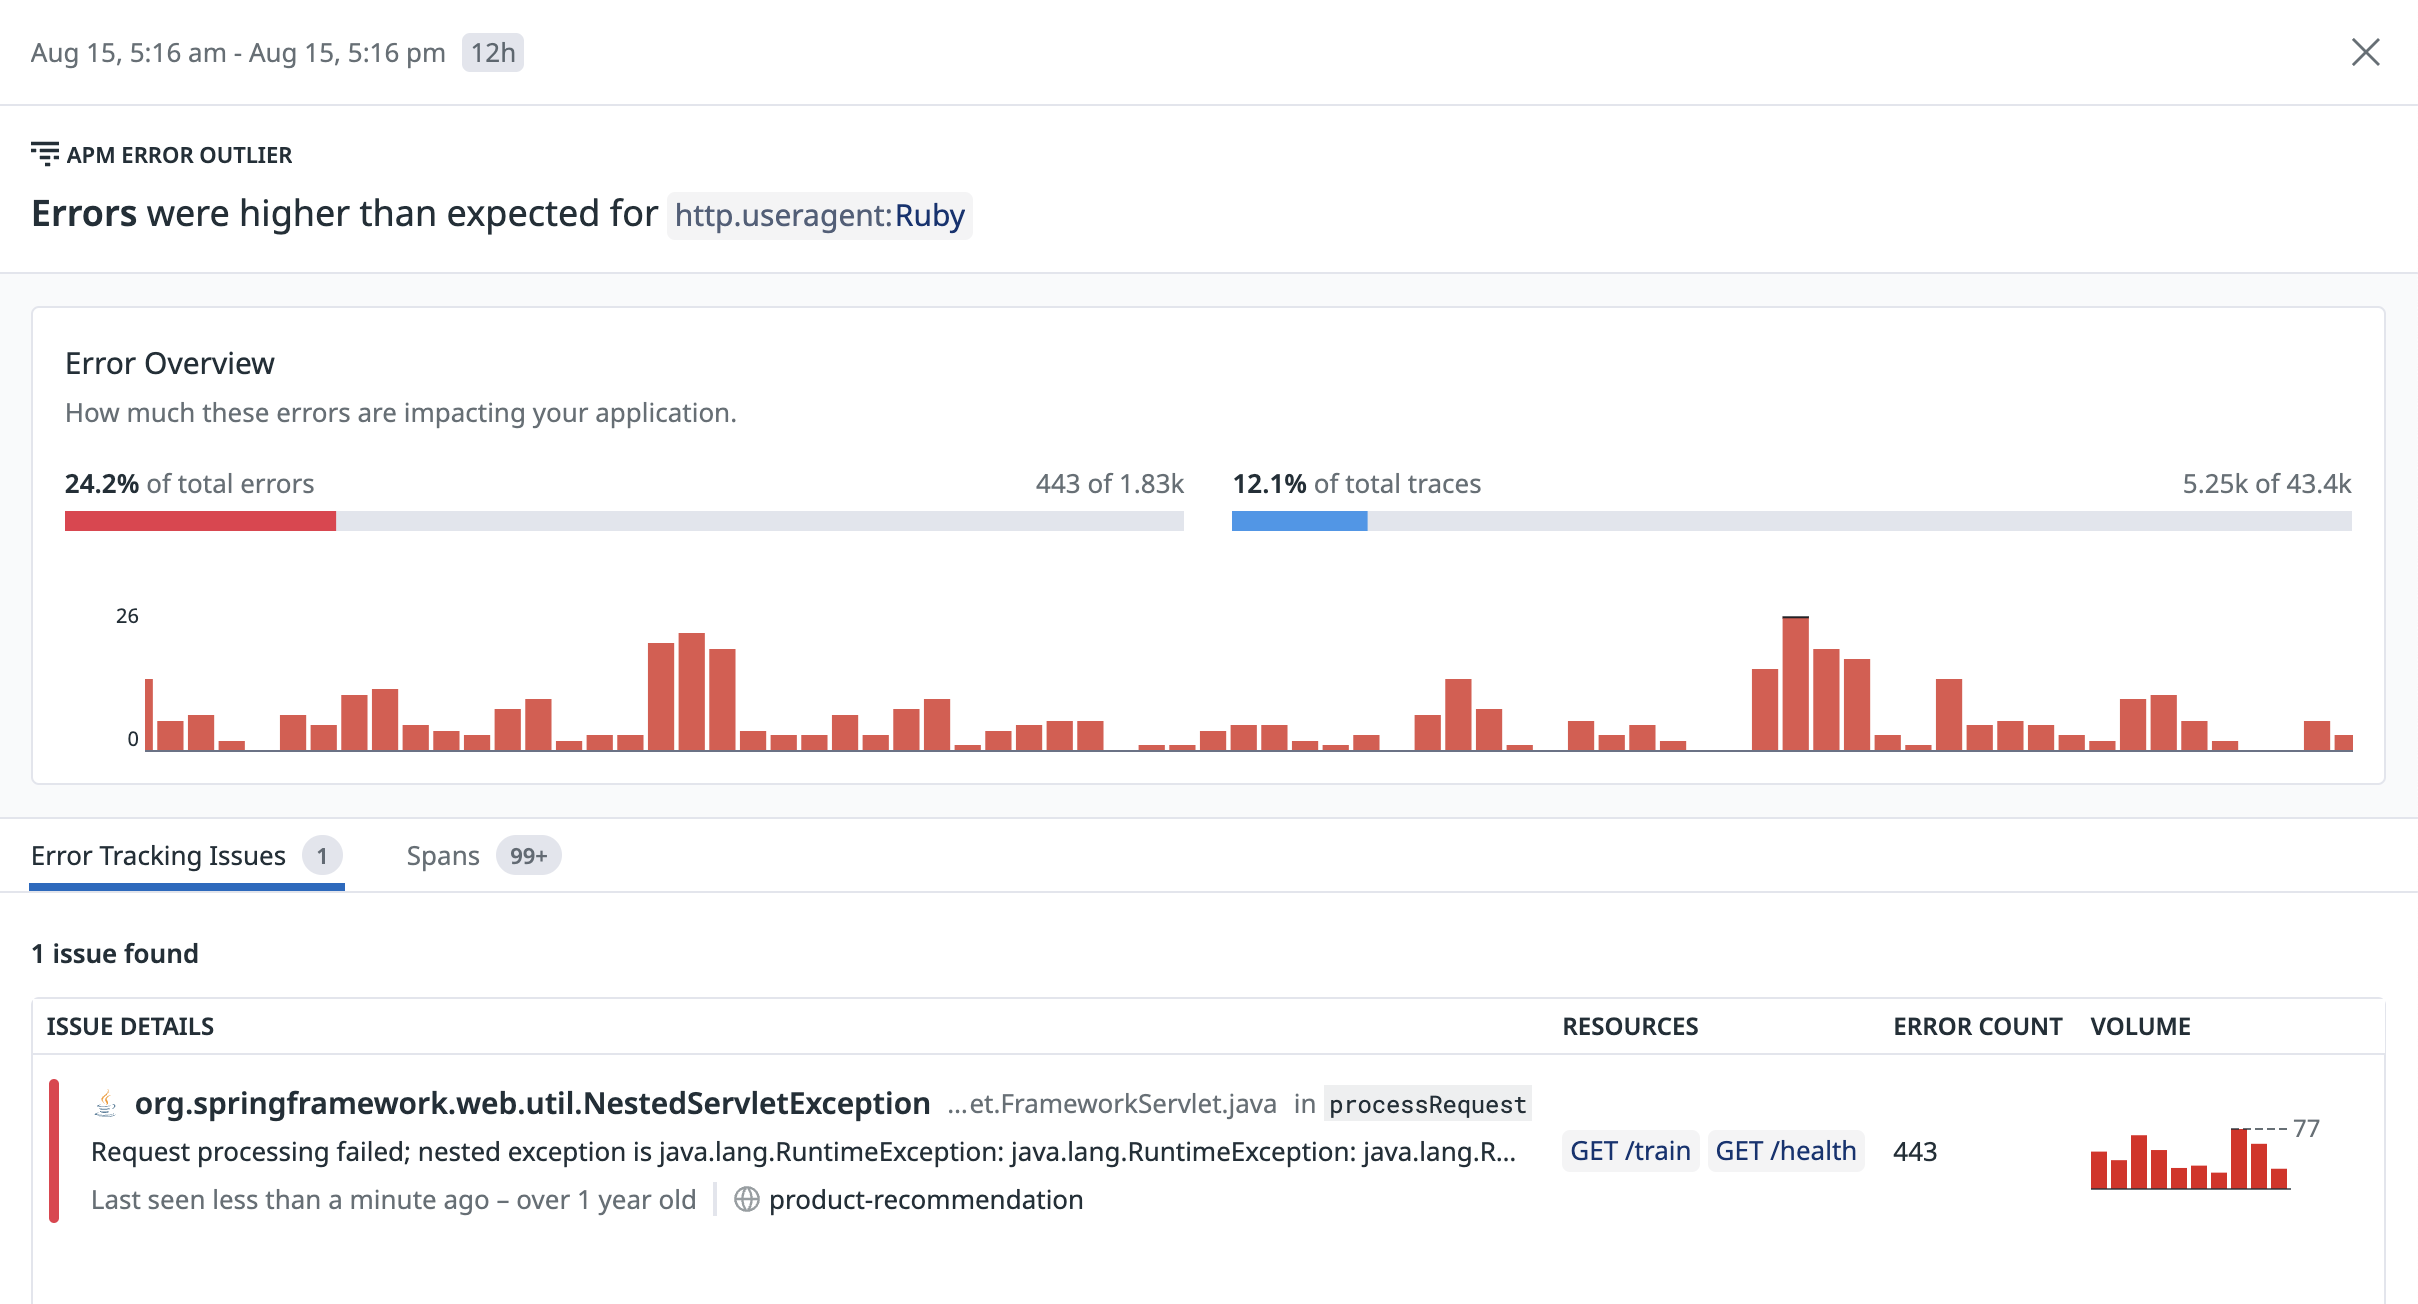 Aug 15, 5:16 am - Aug 15, 5:16 pm 12h
APM ERROR OUTLIER
Errors were higher than expected for http.useragent:Ruby
Error Overview
How much these errors are impacting your application.
24.2% of total errors 443 of 1.83k 12.1% of total traces 5.25k of 43.4k
26
0
Error Tracking Issues 1 Spans 99+
1 issue found
ISSUE DETAILS RESOURCES ERROR COUNT VOLUME
org.springframework.web.util.NestedServletException ...et.FrameworkServlet.java in processRequest
Request processing failed; nested exception is java.lang.RuntimeException: java.lang.RuntimeException: java.lang.R... GET /train GET /health 443 77
Last seen less than a minute ago – over 1 year old product-recommendation